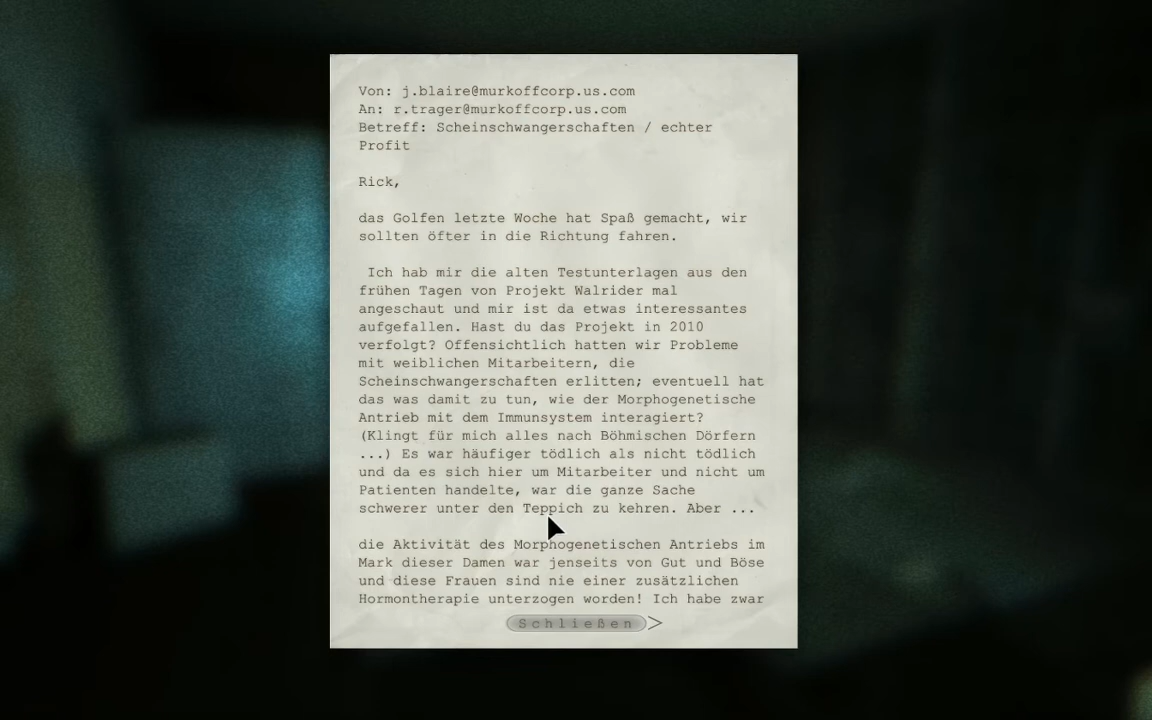 Von: j.blaire@murkoffcorp.us.com
An: r.trager@murkoffcorp.us.com
Betreff: Scheinschwangerschaften / echter
Profit
Rick,
das Golfen letzte Woche hat Spaß gemacht, wir
sollten öfter in die Richtung fahren.
Ich hab mir die alten Testunterlagen aus den
frühen Tagen von Projekt Walrider mal
angeschaut und mir ist da etwas interessantes
aufgefallen. Hast du das Projekt in 2010
verfolgt? Offensichtlich hatten wir Probleme
mit weiblichen Mitarbeitern, die
Scheinschwangerschaften erlitten; eventuell hat
das was damit zu tun, wie der Morphogenetische
Antrieb mit dem Immunsystem interagiert?
(Klingt für mich alles nach Böhmischen Dörfern
...) Es war häufiger tödlich als nicht tödlich
und da es sich hier um Mitarbeiter und nicht um
Patienten handelte, war die ganze Sache
schwerer unter den Teppich zu kehren. Aber ...
die Aktivität des Morphogenetischen Antriebs im
Mark dieser Damen war jenseits von Gut und Böse
und diese Frauen sind nie einer zusätzlichen
Hormontherapie unterzogen worden! Ich habe zwar
Schließen >